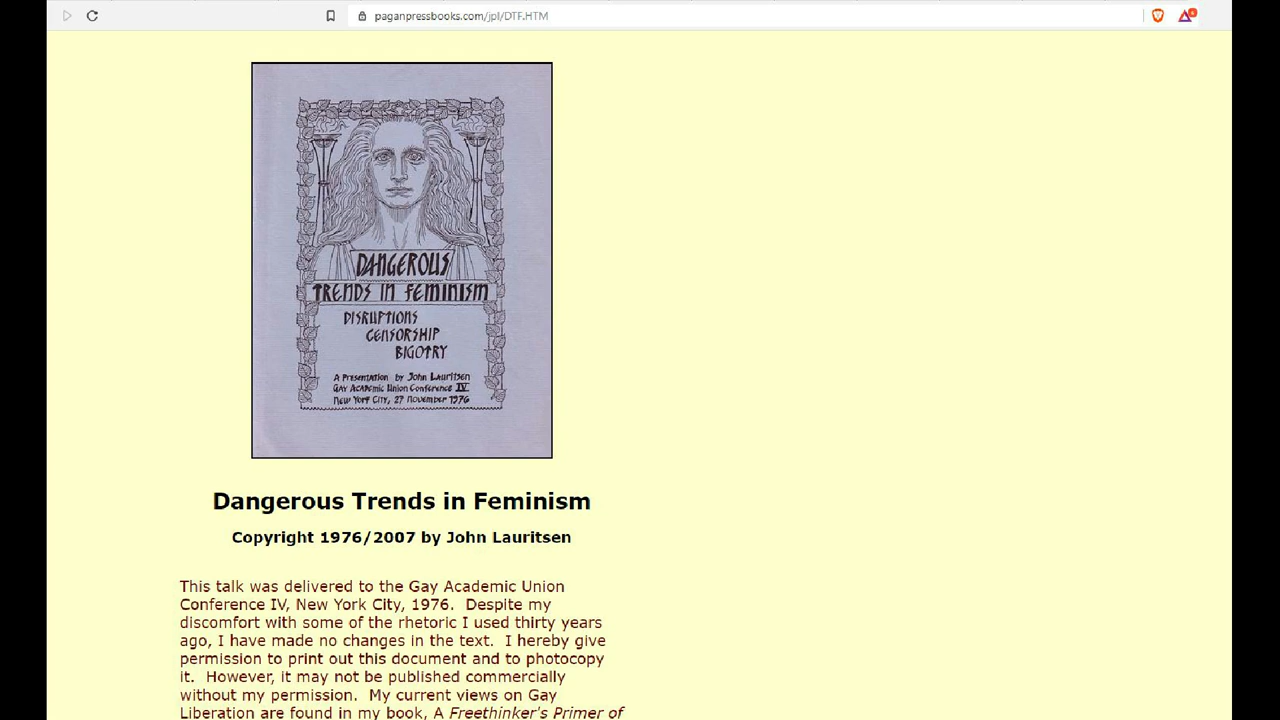 paganpressbooks.com/jpl/DTF.HTM
DANGEROUS
TRENDS IN FEMINISM
DISRUPTIONS
CENSORSHIP
BIGOTRY
A PRESENTATION by JOHN LAURITSEN
GAY ACADEMIC UNION CONFERENCE IV
NEW YORK CITY, 27 NOVEMBER 1976
Dangerous Trends in Feminism
Copyright 1976/2007 by John Lauritsen
This talk was delivered to the Gay Academic Union
Conference IV, New York City, 1976.  Despite my
discomfort with some of the rhetoric I used thirty years
ago, I have made no changes in the text.  I hereby give
permission to print out this document and to photocopy
it.  However, it may not be published commercially
without my permission.  My current views on Gay
Liberation are found in my book, A Freethinker's Primer of